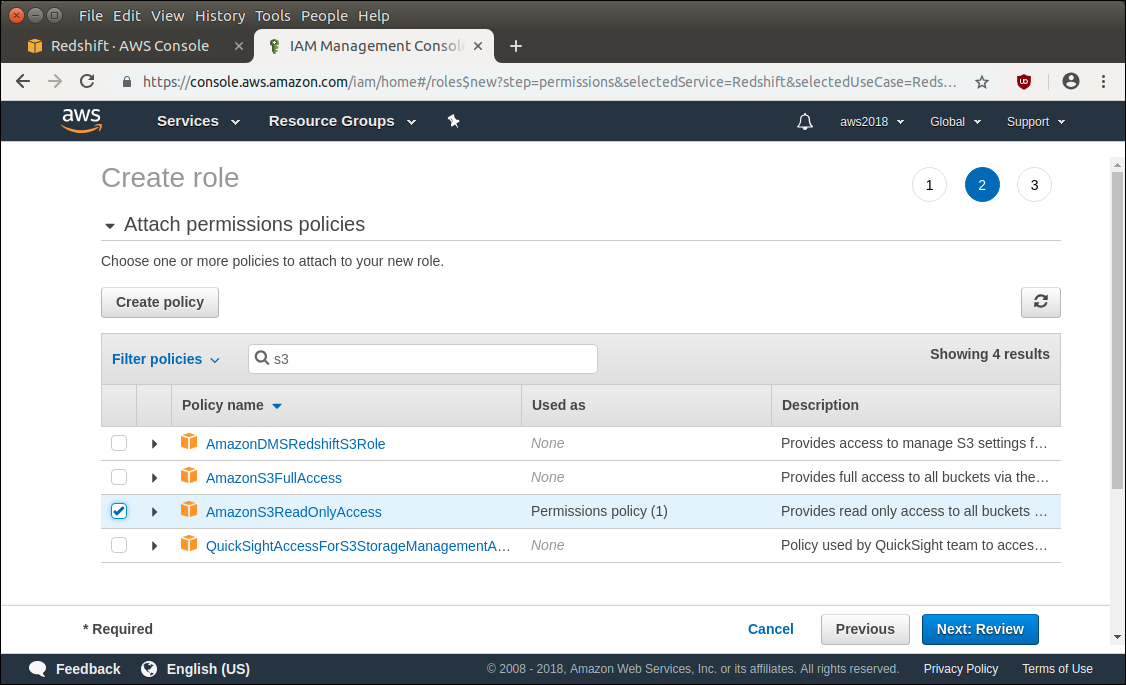 File Edit View History Tools People Help
Redshift · AWS Console
IAM Management Consol
https://console.aws.amazon.com/iam/home#/roles$new?step=permissions&selectedService=Redshift&selectedUseCase=Reds...
aws Services Resource Groups aws2018 Global Support
Create role
1 2 3
Attach permissions policies
Choose one or more policies to attach to your new role.
Create policy
Filter policies s3 Showing 4 results
Policy name Used as Description
AmazonDMSRedshiftS3Role None Provides access to manage S3 settings f...
AmazonS3FullAccess None Provides full access to all buckets via the...
AmazonS3ReadOnlyAccess Permissions policy (1) Provides read only access to all buckets ...
QuickSightAccessForS3StorageManagementA... None Policy used by QuickSight team to acces...
* Required Cancel Previous Next: Review
Feedback English (US) © 2008 - 2018, Amazon Web Services, Inc. or its affiliates. All rights reserved. Privacy Policy Terms of Use